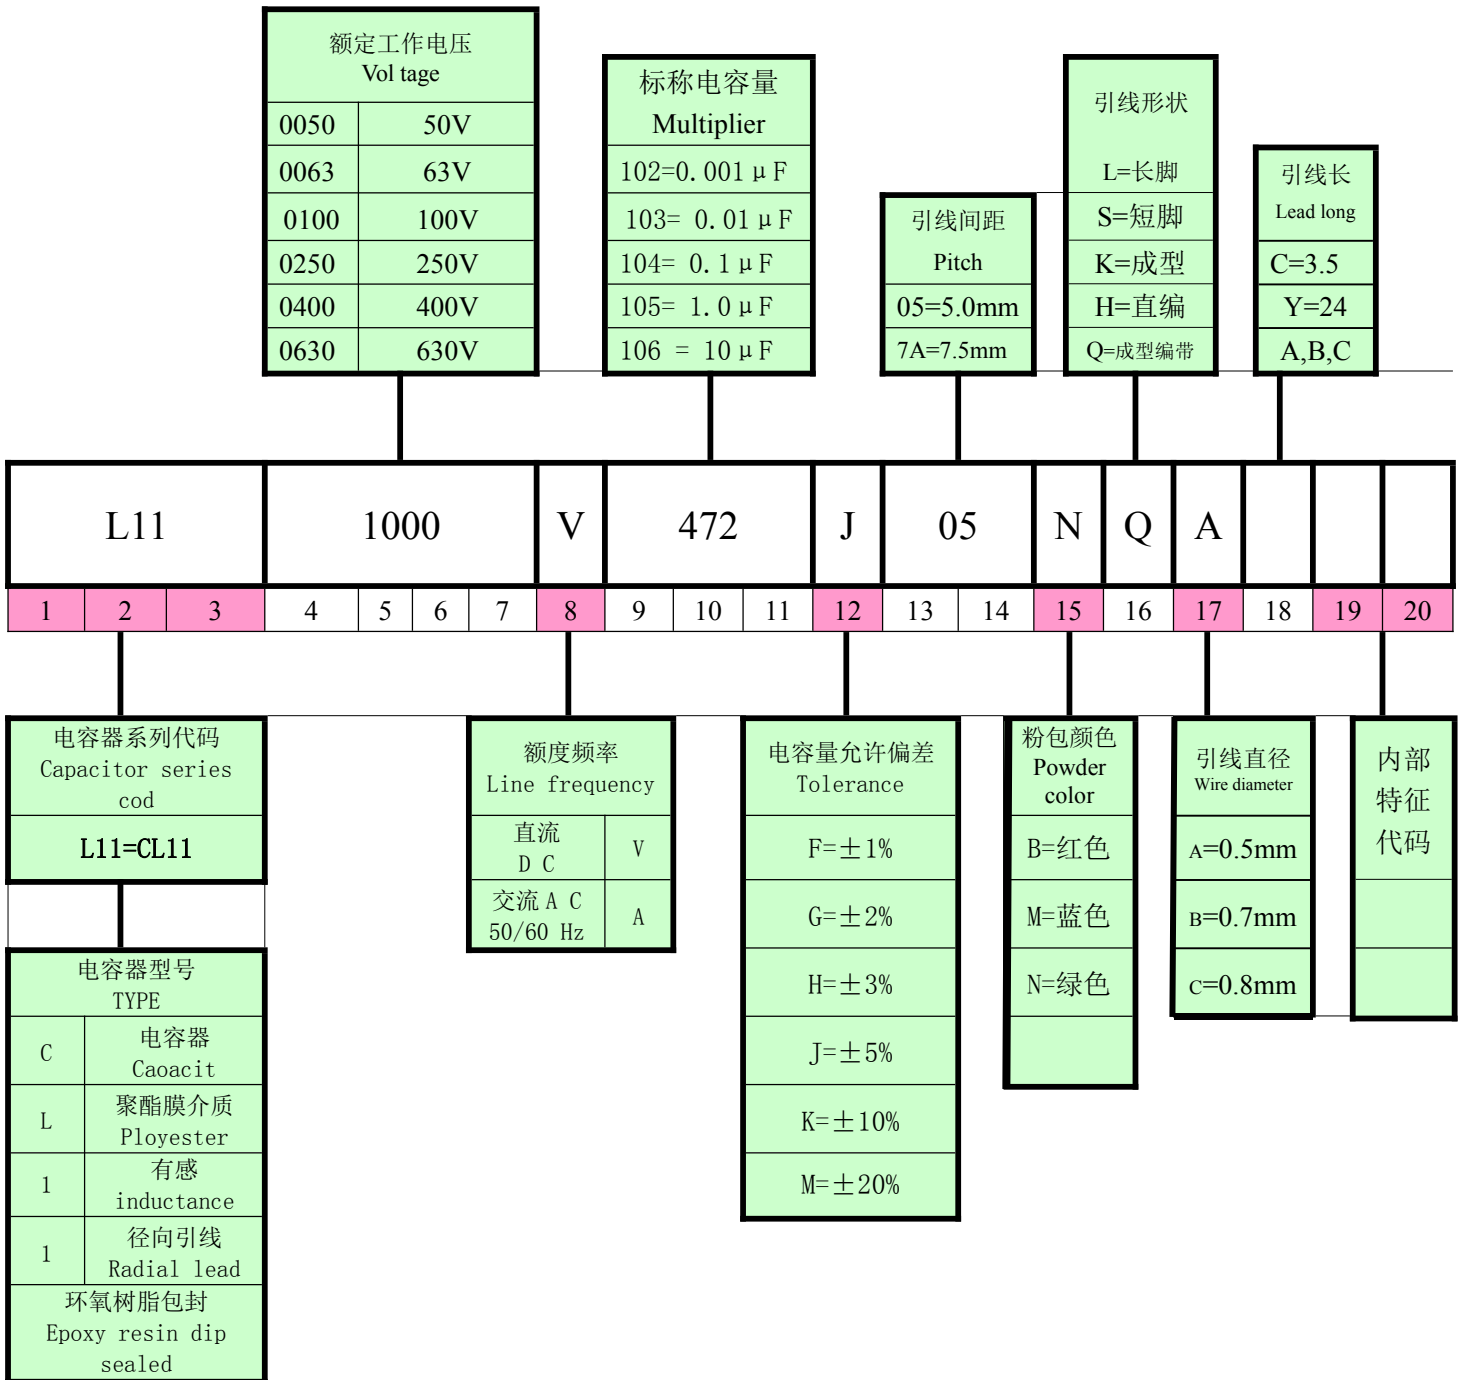 额定工作电压
Vol tage
0050 50V
0063 63V
0100 100V
0250 250V
0400 400V
0630 630V
标称电容量
Multiplier
102=0.001μF
103= 0.01μF
104= 0.1μF
105= 1.0μF
106 = 10μF
引线间距
Pitch
05=5.0mm
7A=7.5mm
引线形状
L=长脚
S=短脚
K=成型
H=直编
Q=成型编带
引线长
Lead long
C=3.5
Y=24
A,B,C
L11 1000 V 472 J 05 N Q A
1 2 3 4 5 6 7 8 9 10 11 12 13 14 15 16 17 18 19 20
电容器系列代码
Capacitor series
cod
L11=CL11
电容器型号
TYPE
C 电容器
Caoacit
L 聚酯膜介质
Ployester
1 有感
inductance
1 径向引线
Radial lead
环氧树脂包封
Epoxy resin dip
sealed
额度频率
Line frequency
直流
D C
V
交流 A C
50/60 Hz
A
电容量允许偏差
Tolerance
F=±1%
G=±2%
H=±3%
J=±5%
K=±10%
M=±20%
粉包颜色
Powder
color
B=红色
M=蓝色
N=绿色
引线直径
Wire diameter
A=0.5mm
B=0.7mm
C=0.8mm
内部
特征
代码